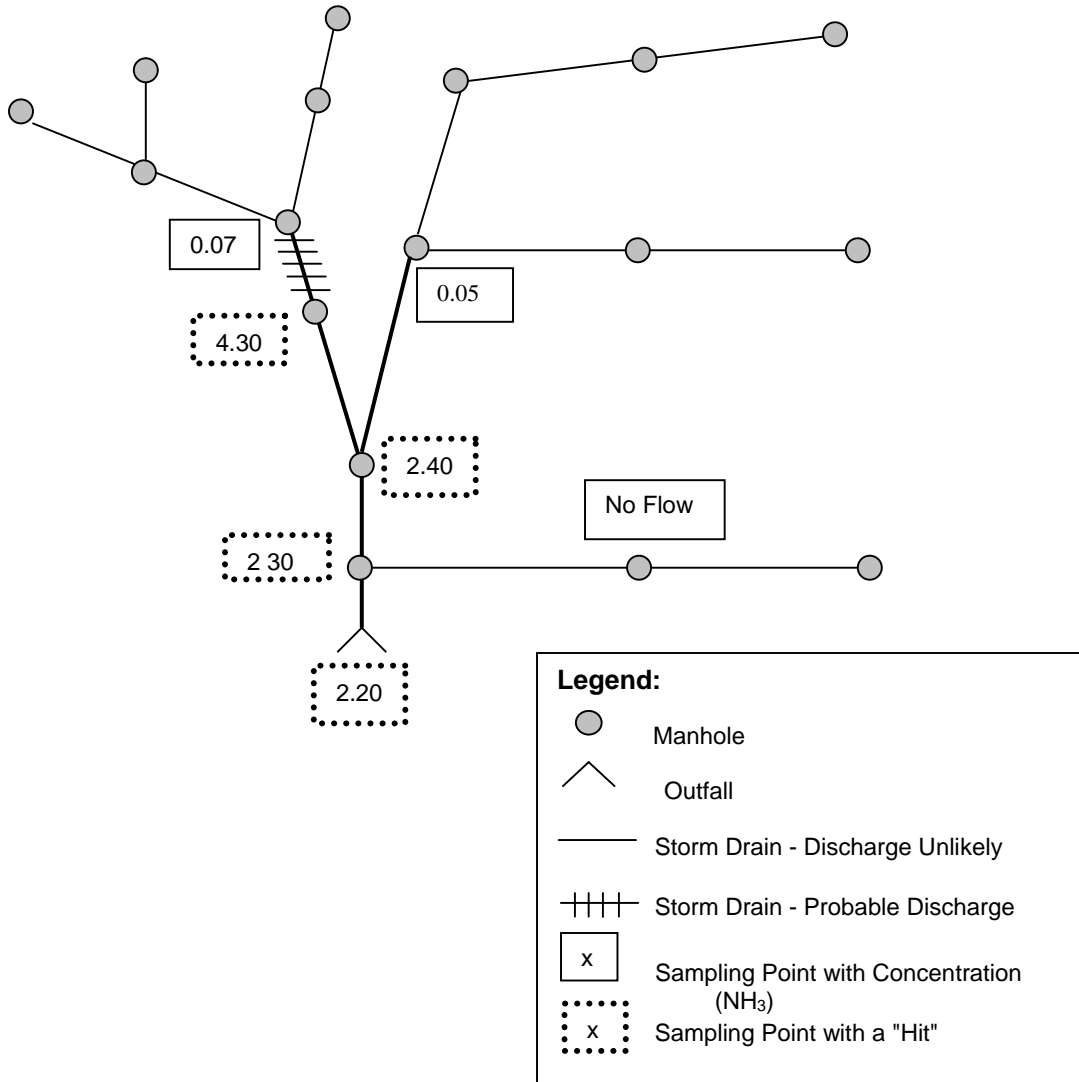 0.07
0.05
4.30
2.40
No Flow
2 30
2.20
Legend:
Manhole
Outfall
Storm Drain - Discharge Unlikely
Storm Drain - Probable Discharge
x
Sampling Point with Concentration
(NH₃)
x
Sampling Point with a "Hit"